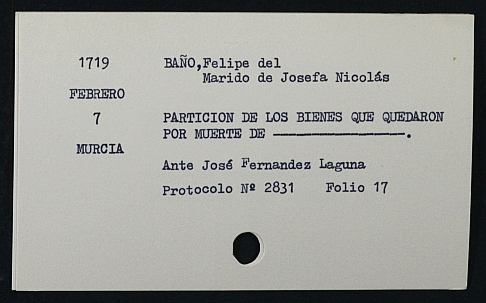 1719 BAÑO,Felipe del
Marido de Josefa Nicolás
FEBRERO
7 PARTICION DE LOS BIENES QUE QUEDARON
POR MUERTE DE ————————————.
MURCIA
Ante José Fernandez Laguna
Protocolo Nº 2831 Folio 17